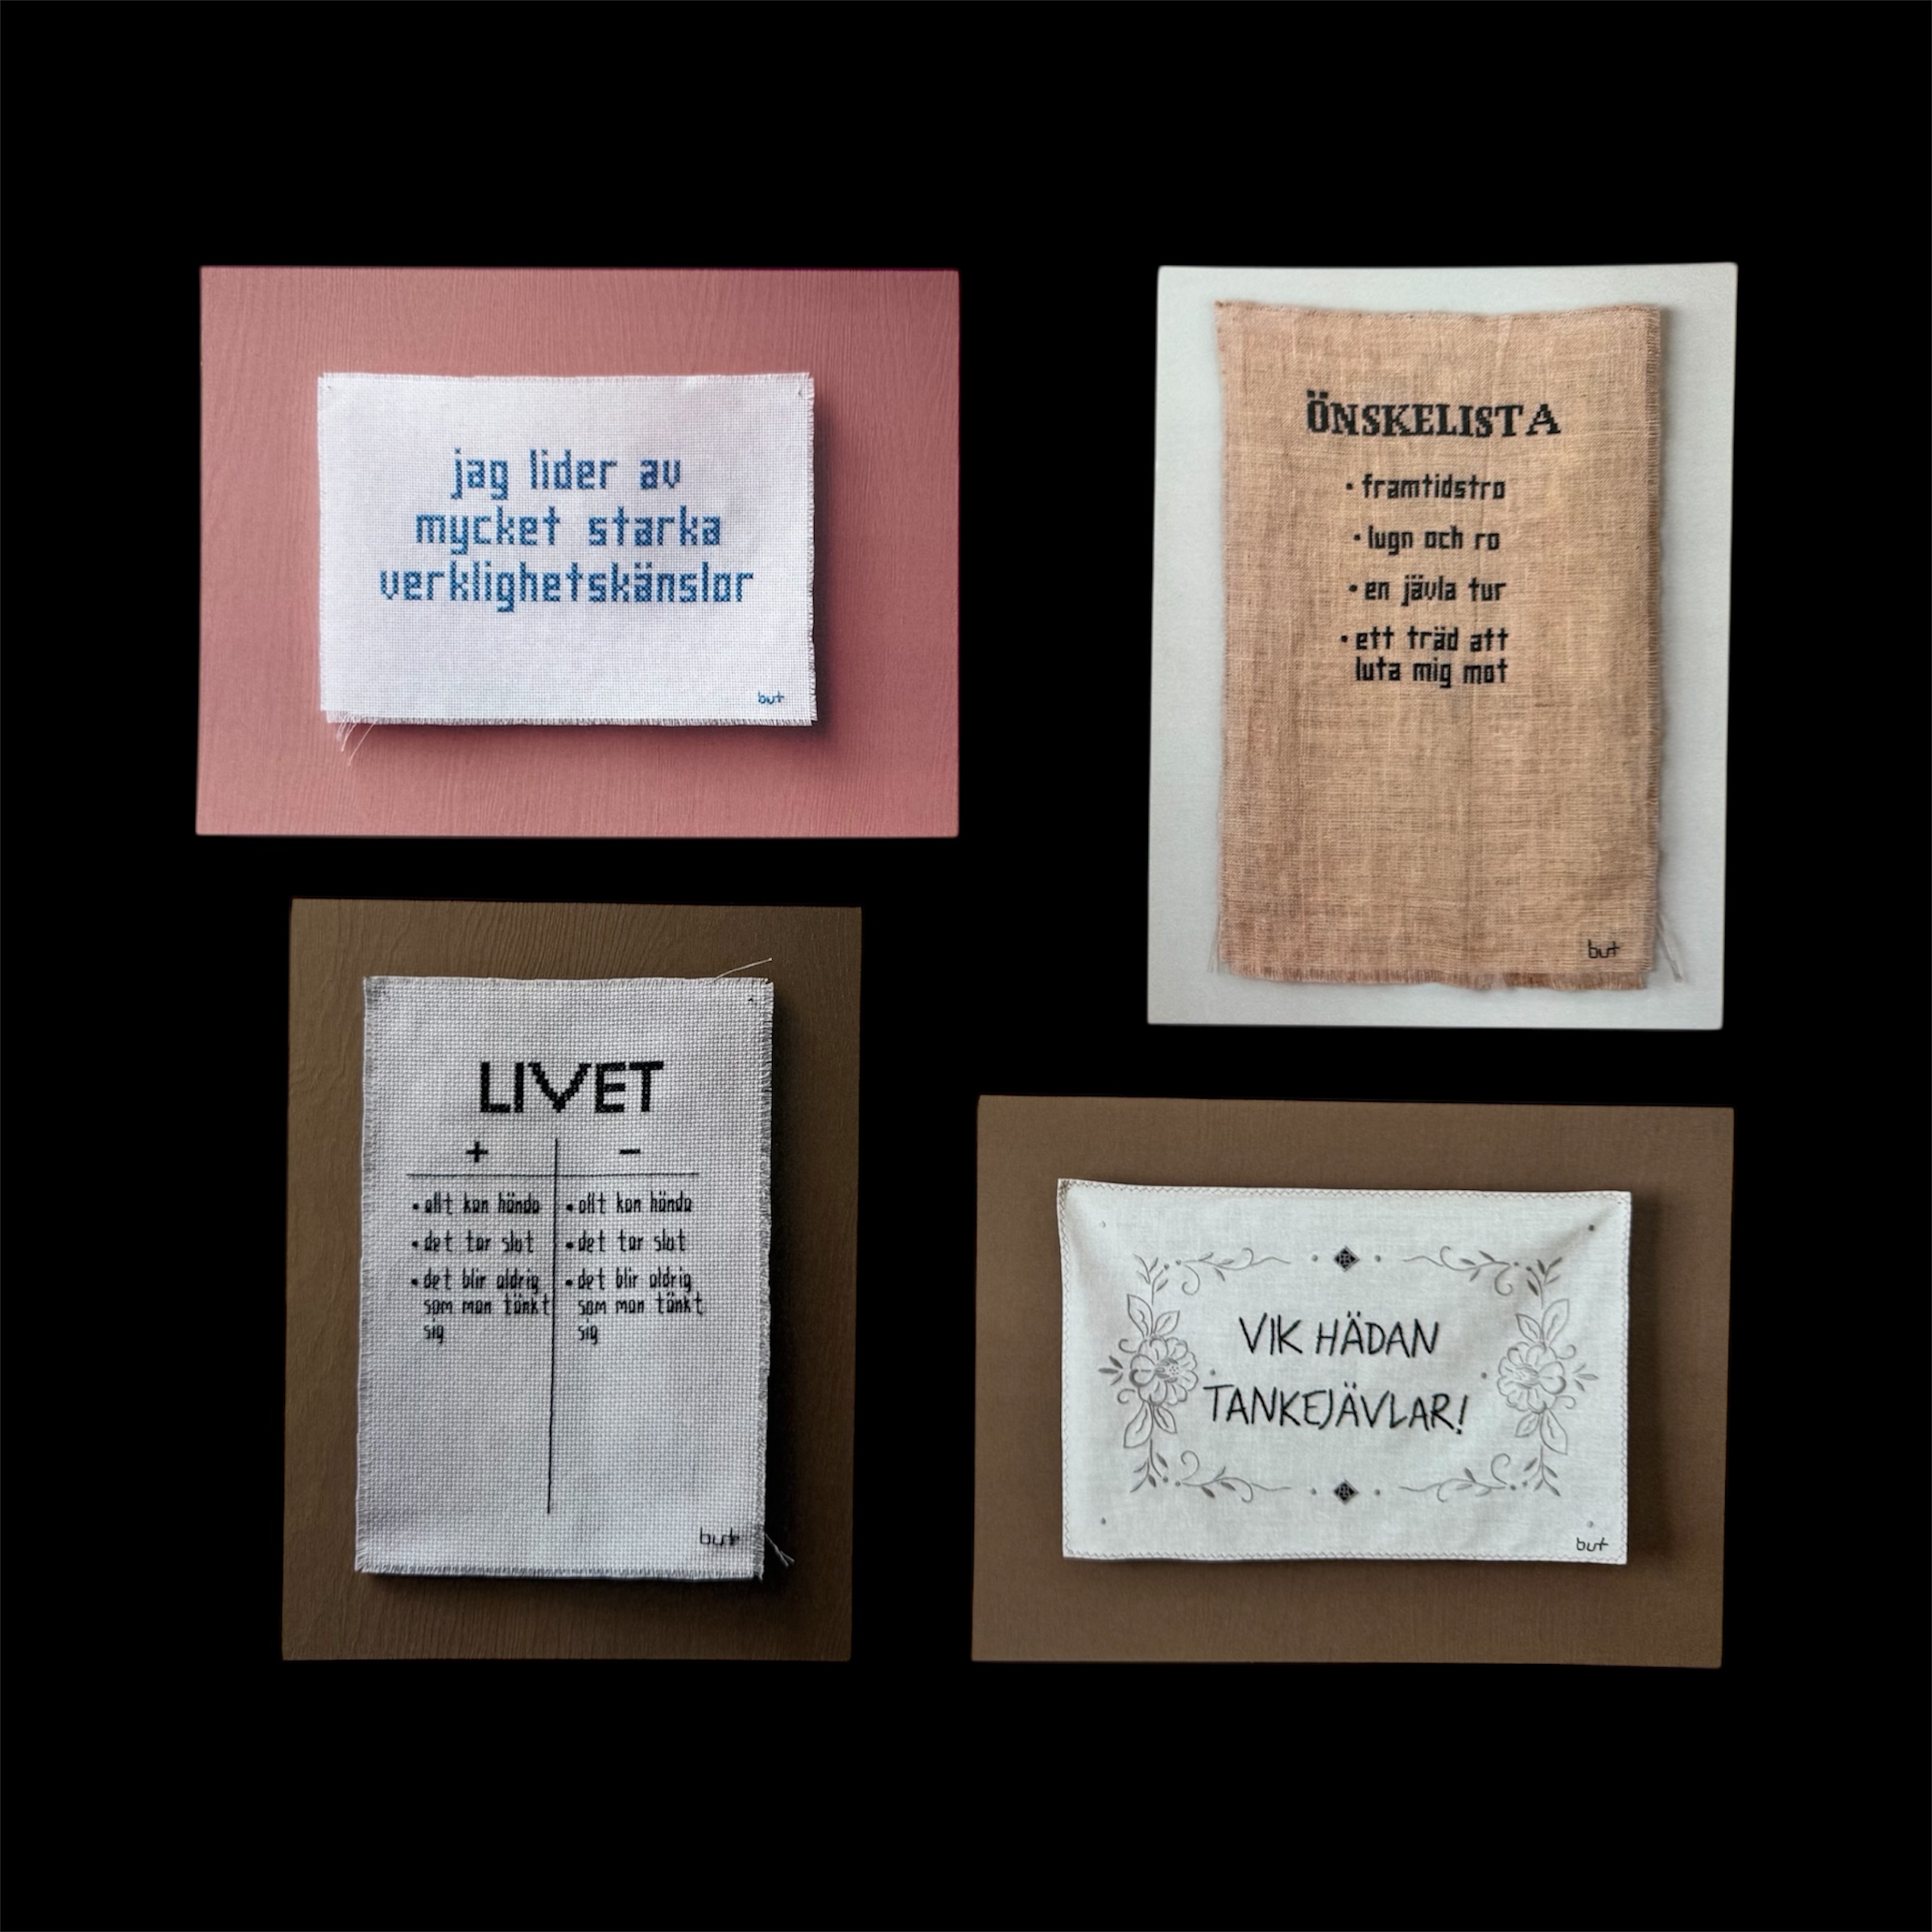 jag lider av
mycket starka
verklighetskänslor
but
ÖNSKELISTA
• framtidstro
• lugn och ro
• en jävla tur
• ett träd att
luta mig mot
but
LIVET
+ −
• allt kan hända
• det tar slut
• det blir aldrig
som man tänkt
sig
• allt kan hända
• det tar slut
• det blir aldrig
som man tänkt
sig
but
VIK HÄDAN
TANKEJÄVLAR!
but